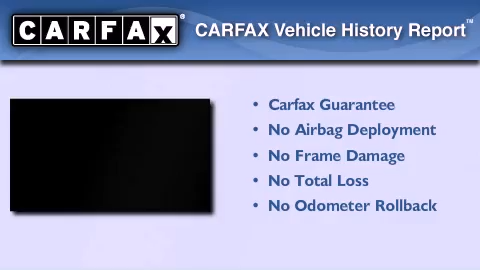 CARFAX® CARFAX Vehicle History Report™
• Carfax Guarantee
• No Airbag Deployment
• No Frame Damage
• No Total Loss
• No Odometer Rollback